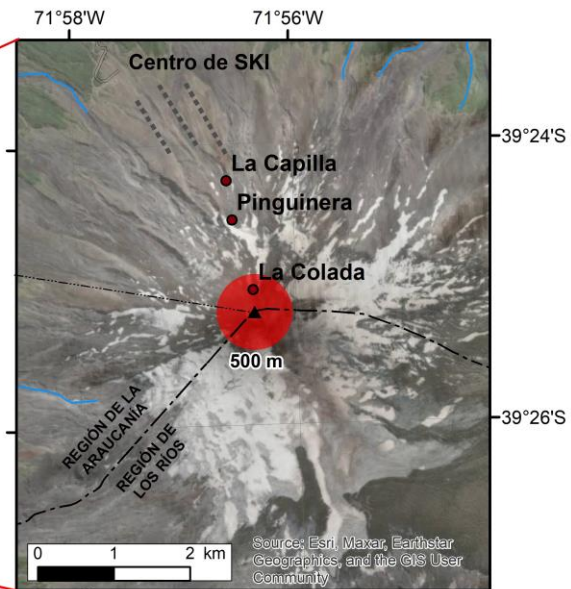 71°58'W
71°56'W
Centro de SKI
39°24'S
La Capilla
Pinguinera
La Colada
500 m
39°26'S
REGIÓN DE LA
ARAUCANÍA
REGIÓN DE
LOS RÍOS
0 1 2 km
Source: Esri, Maxar, Earthstar
Geographics, and the GIS User
Community